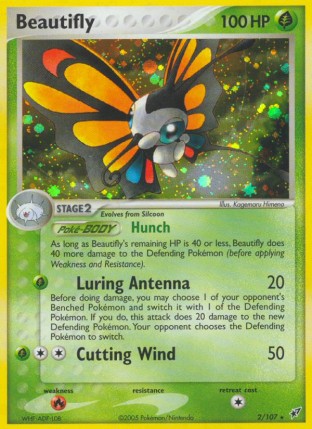 Beautifly 100 HP
Illus. Kagemaru Himeno
STAGE2 Evolves from Silcoon
Poké-BODY Hunch
As long as Beautifly's remaining HP is 40 or less, Beautifly does
40 more damage to the Defending Pokémon (before applying
Weakness and Resistance).
Luring Antenna 20
Before doing damage, you may choose 1 of your opponent's
Benched Pokémon and switch it with 1 of the Defending
Pokémon. If you do, this attack does 20 damage to the new
Defending Pokémon. Your opponent chooses the Defending
Pokémon to switch.
Cutting Wind 50
weakness resistance retreat cost
©2005 Pokémon/Nintendo 2/107